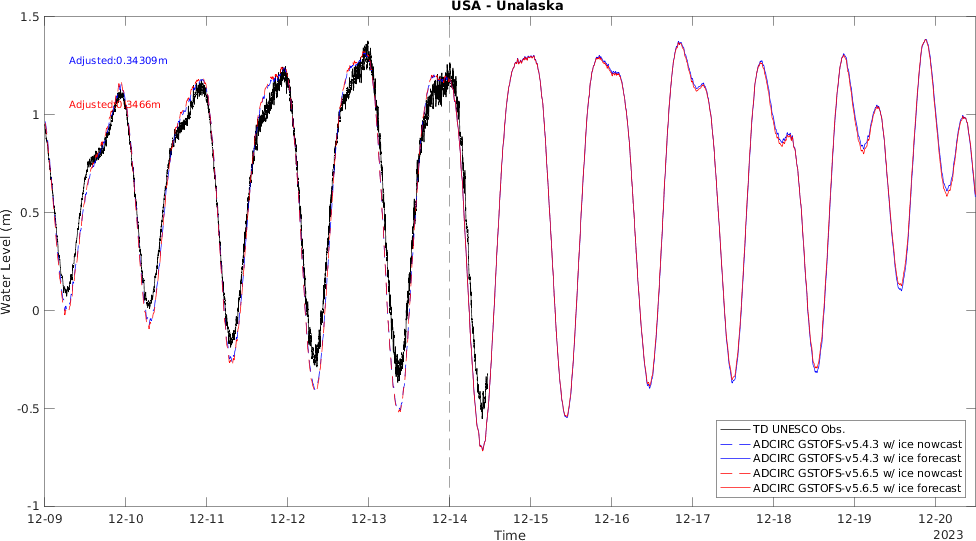 USA - Unalaska
1.5
1
0.5
0
-0.5
-1
Water Level (m)
Adjusted:0.34309m
Adjusted:0.3466m
TD UNESCO Obs.
ADCIRC GSTOFS-v5.4.3 w/ ice nowcast
ADCIRC GSTOFS-v5.4.3 w/ ice forecast
ADCIRC GSTOFS-v5.6.5 w/ ice nowcast
ADCIRC GSTOFS-v5.6.5 w/ ice forecast
12-09 12-10 12-11 12-12 12-13 12-14 12-15 12-16 12-17 12-18 12-19 12-20
Time
2023